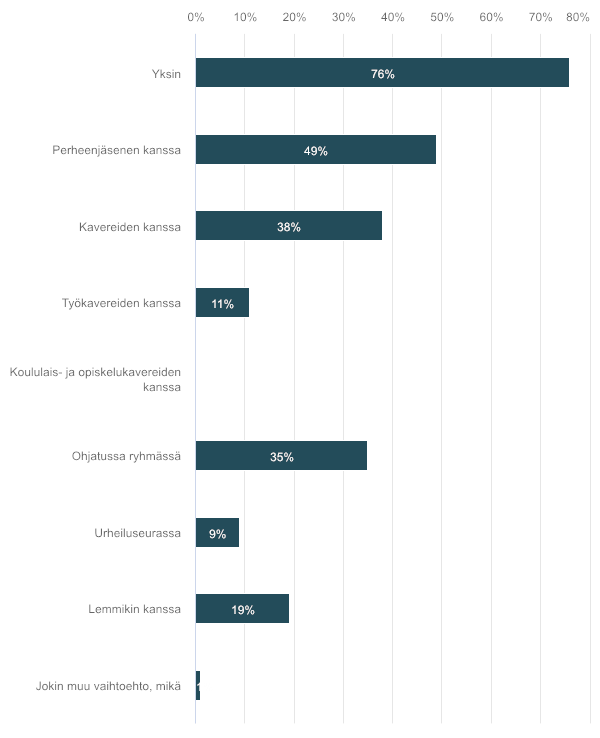 0% 10% 20% 30% 40% 50% 60% 70% 80%
Yksin 76%
Perheenjäsenen kanssa 49%
Kavereiden kanssa 38%
Työkavereiden kanssa 11%
Koululais- ja opiskelukavereiden
kanssa
Ohjatussa ryhmässä 35%
Urheiluseurassa 9%
Lemmikin kanssa 19%
Jokin muu vaihtoehto, mikä